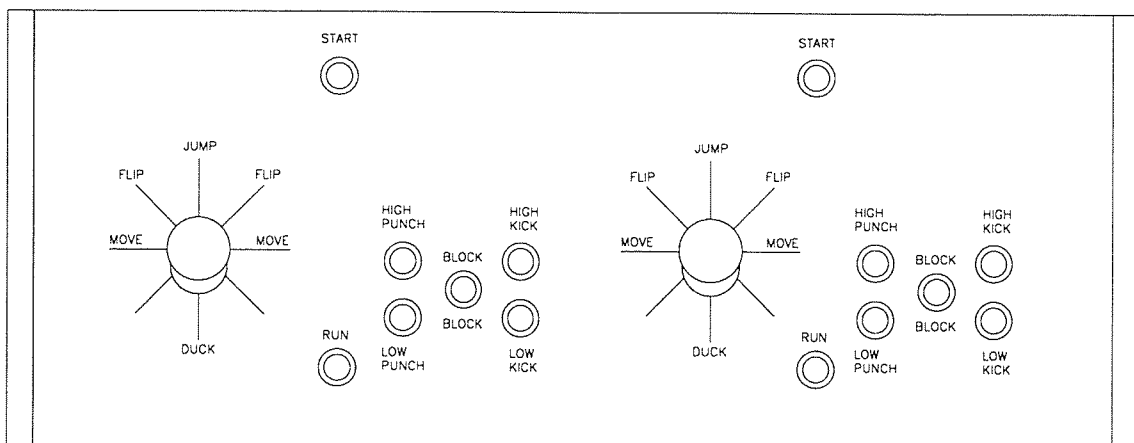 START
JUMP
FLIP
FLIP
MOVE
MOVE
DUCK
RUN
HIGH
PUNCH
HIGH
KICK
BLOCK
BLOCK
LOW
PUNCH
LOW
KICK
START
JUMP
FLIP
FLIP
MOVE
MOVE
DUCK
RUN
HIGH
PUNCH
HIGH
KICK
BLOCK
BLOCK
LOW
PUNCH
LOW
KICK